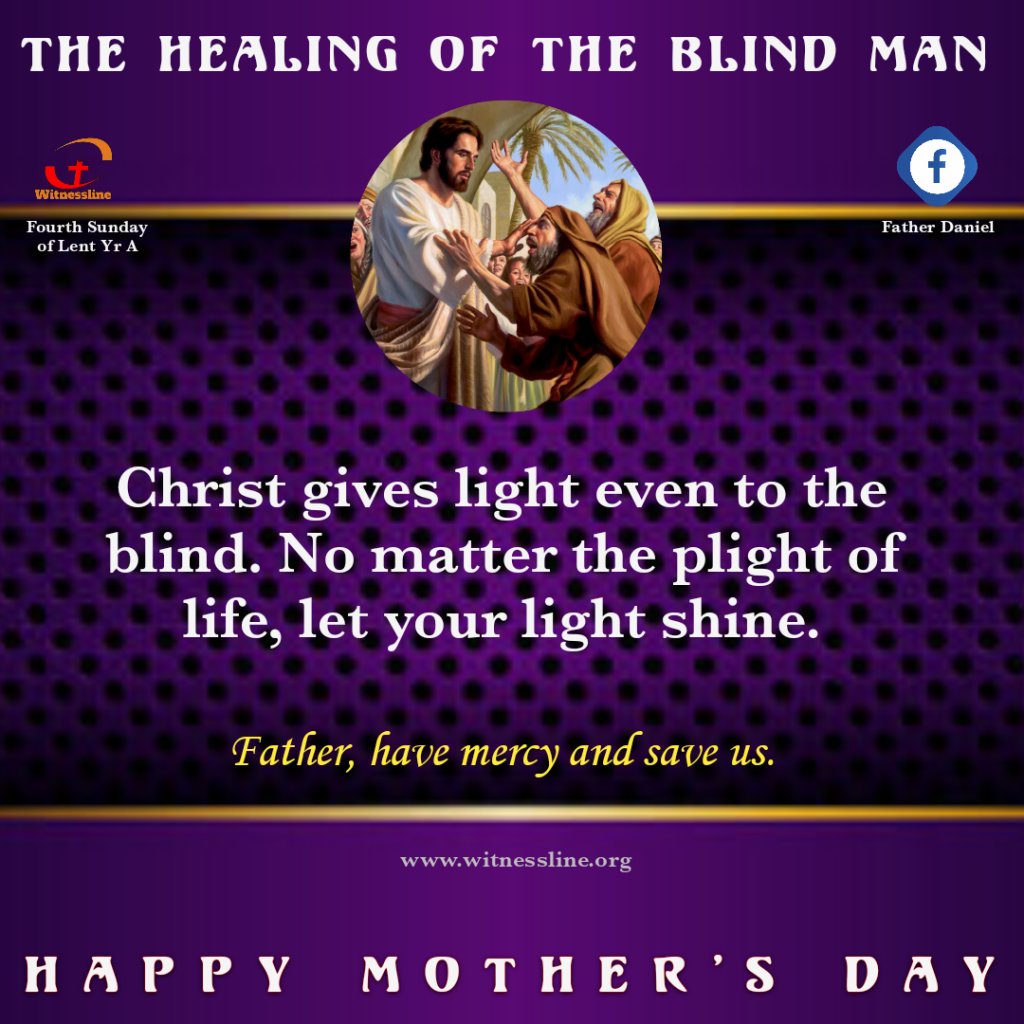 THE HEALING OF THE BLIND MAN
Witnessline
Fourth Sunday
of Lent Yr A
f
Father Daniel
Christ gives light even to the
blind. No matter the plight of
life, let your light shine.
Father, have mercy and save us.
www.witnessline.org
HAPPY MOTHER'S DAY